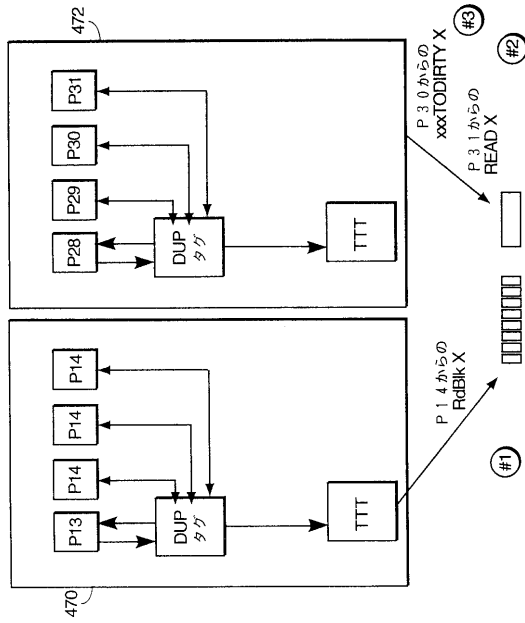 470
P13
P14
P14
P14
DUP
タグ
TTT
472
P28
P29
P30
P31
DUP
タグ
TTT
#1
P14からの
RdBlk X
P31からの
READ X
#2
P30からの
xxxTODIRTY X
#3